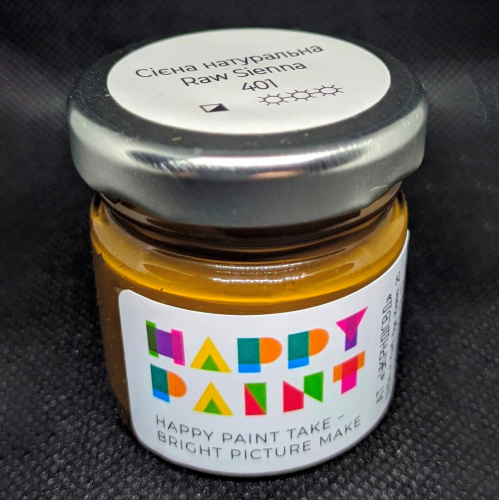 Сієна натуральна
Raw Sienna
401
HAPPY
PAINT
HAPPY PAINT TAKE –
BRIGHT PICTURE MAKE